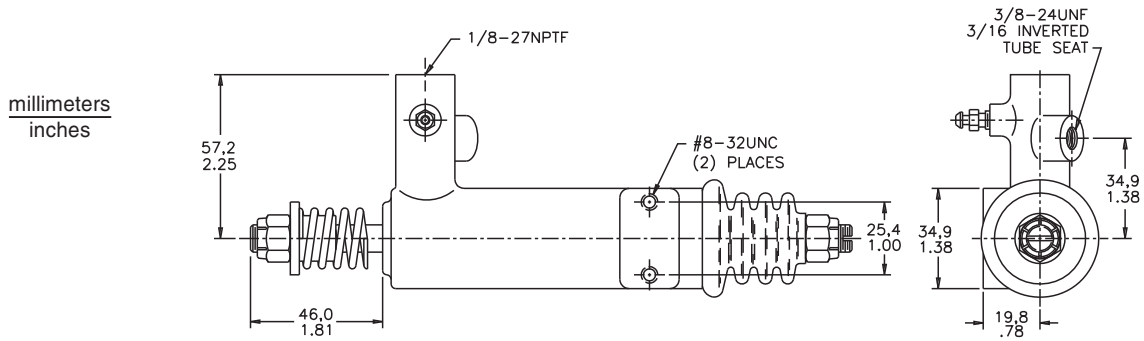 1/8-27NPTF
3/8-24UNF
3/16 INVERTED
TUBE SEAT
millimeters
inches
57,2
2.25
#8-32UNC
(2) PLACES
34,9
1.38
25,4
1.00
34,9
1.38
46,0
1.81
19,8
.78